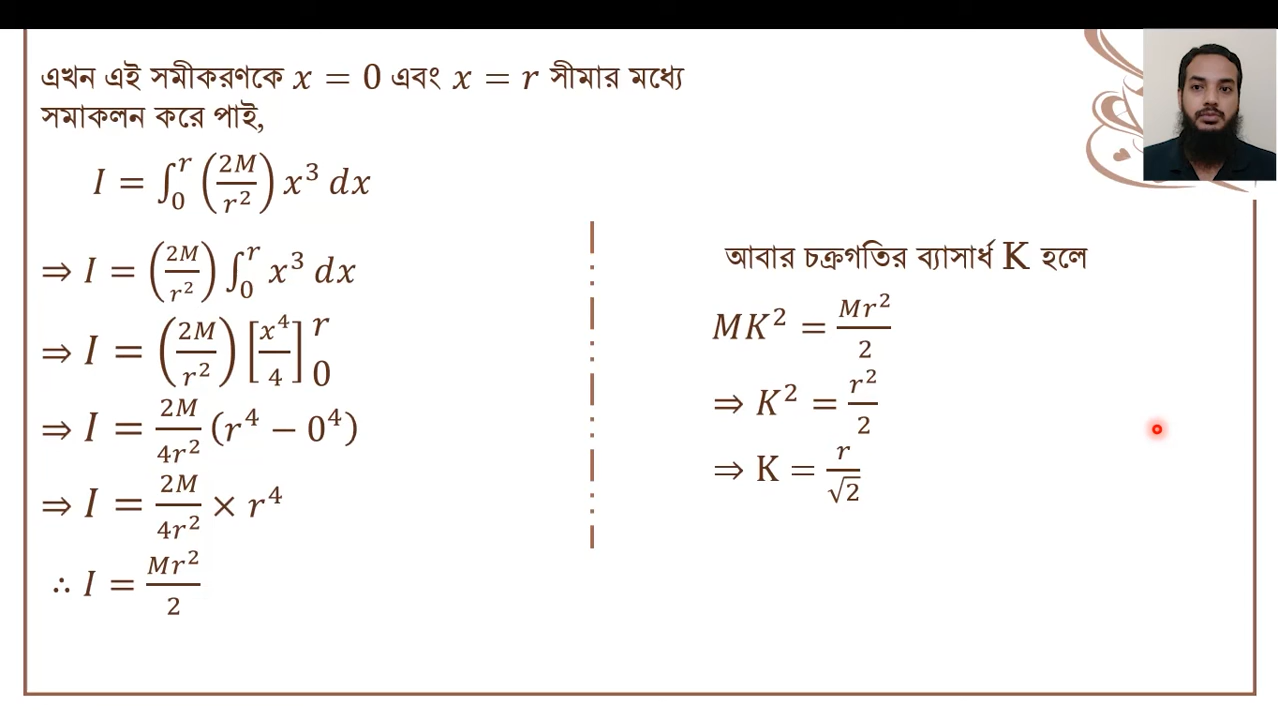 এখন এই সমীকরণকে x = 0 এবং x = r সীমার মধ্যে
সমাকলন করে পাই,
I = ∫₀ʳ (2M/r²) x³ dx
⇒ I = (2M/r²) ∫₀ʳ x³ dx
⇒ I = (2M/r²) [x⁴/4] r 0
⇒ I = 2M/4r² (r⁴ − 0⁴)
⇒ I = 2M/4r² × r⁴
∴ I = Mr²/2
আবার চক্রগতির ব্যাসার্ধ K হলে
MK² = Mr²/2
⇒ K² = r²/2
⇒ K = r/√2